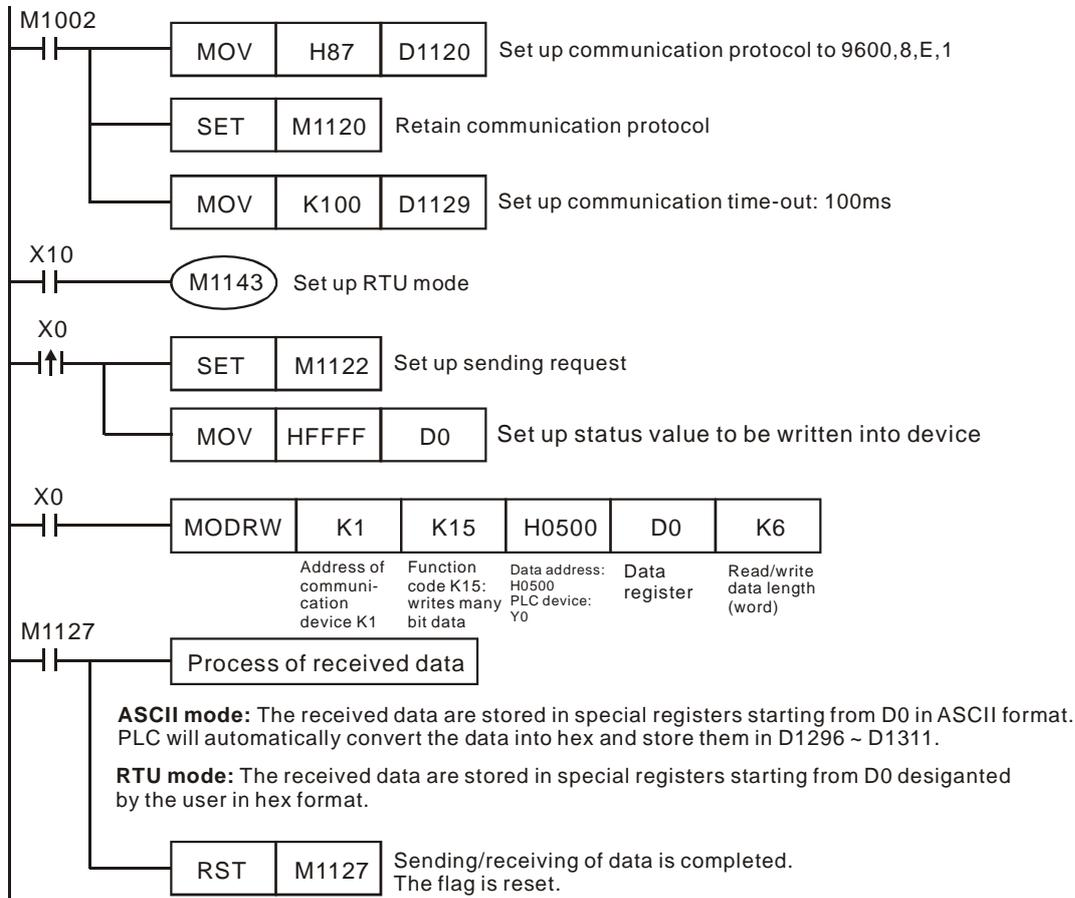 M1002
MOV H87 D1120 Set up communication protocol to 9600,8,E,1
SET M1120 Retain communication protocol
MOV K100 D1129 Set up communication time-out: 100ms
X10
M1143 Set up RTU mode
X0
SET M1122 Set up sending request
MOV HFFFF D0 Set up status value to be written into device
X0
MODRW K1 K15 H0500 D0 K6
Address of
communi-
cation
device K1
Function
code K15:
writes many
bit data
Data address:
H0500
PLC device:
Y0
Data
register
Read/write
data length
(word)
M1127
Process of received data
ASCII mode: The received data are stored in special registers starting from D0 in ASCII format.
PLC will automatically convert the data into hex and store them in D1296 ~ D1311.
RTU mode: The received data are stored in special registers starting from D0 desiganted
by the user in hex format.
RST M1127 Sending/receiving of data is completed.
The flag is reset.